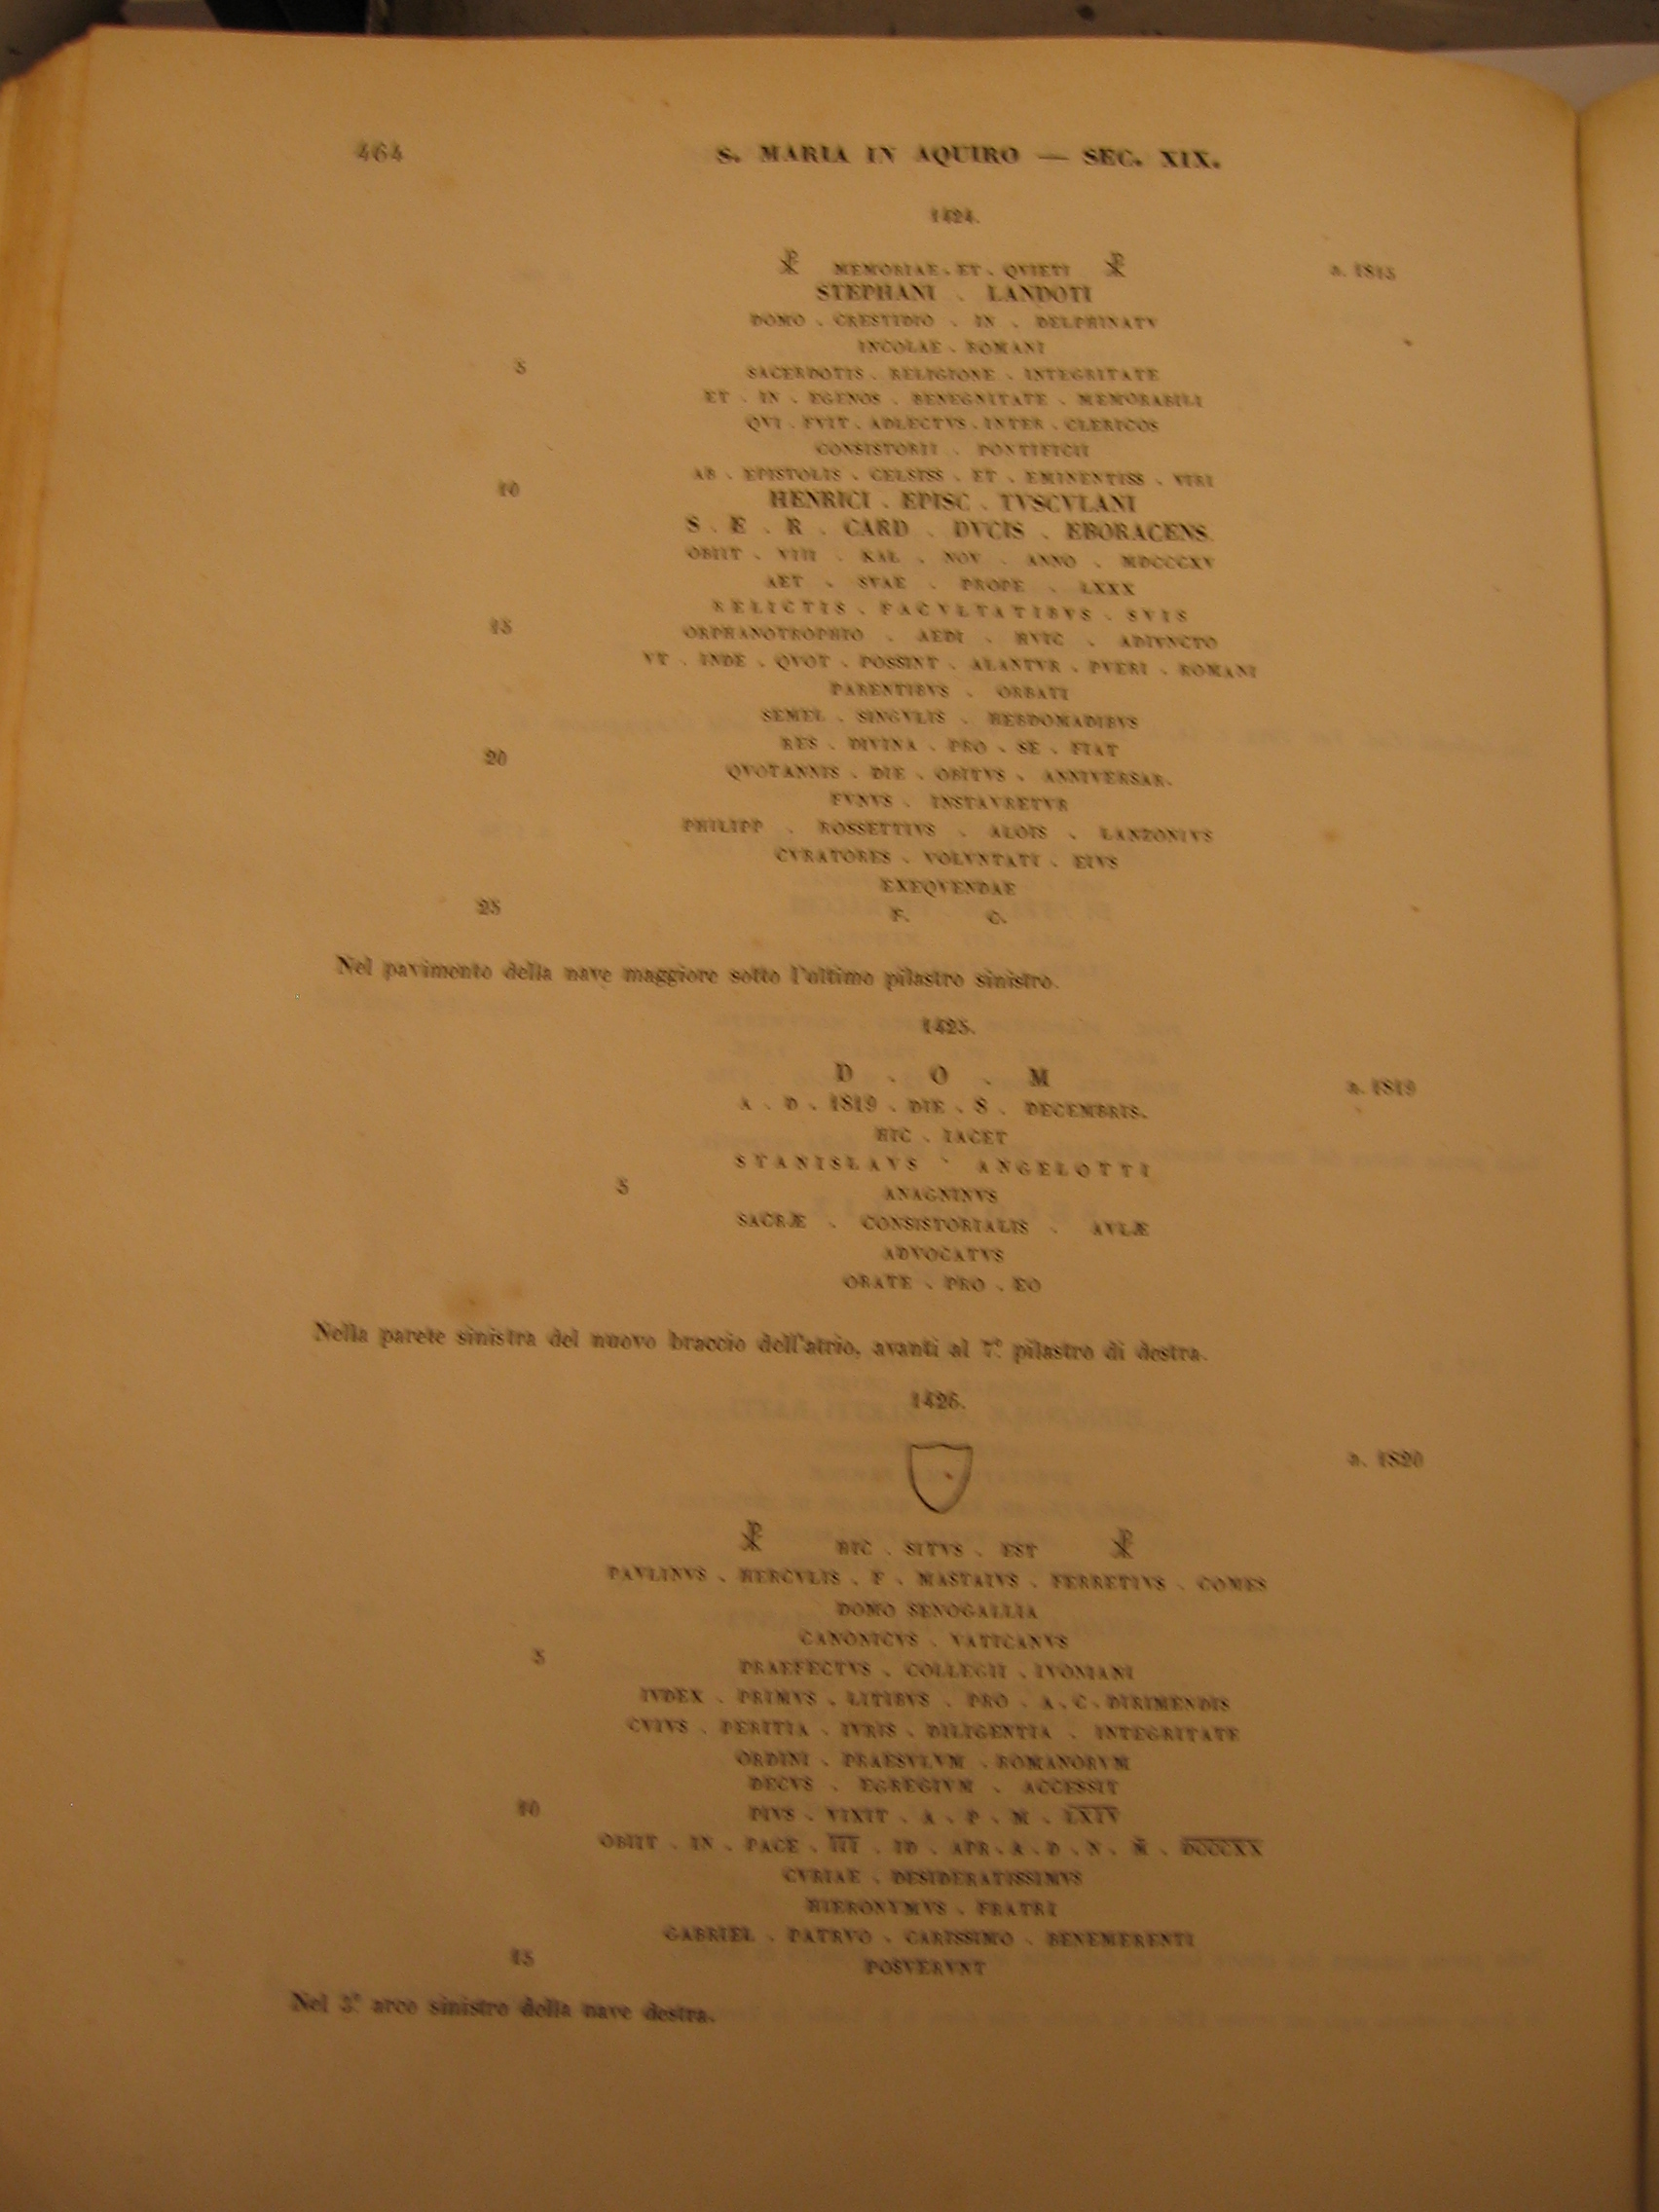 464 S. MARIA IN AQUIRO — SEC. XIX.
1424.
☧ MEMORIAE . ET . QVIETI ☧ a. 1815
STEPHANI . LANDOTI
DOMO . CRESTIDIO . IN . DELPHINATV
INCOLAE . ROMANI
5 SACERDOTIS . RELIGIONE . INTEGRITATE
ET . IN . EGENOS . BENEGNITATE . MEMORABILI
QVI . FVIT . ADLECTVS . INTER . CLERICOS
CONSISTORII . PONTIFICII
AB . EPISTOLIS . CELSISS . ET . EMINENTISS . VIRI
10 HENRICI . EPISC . TVSCVLANI
S . E . R . CARD . DVCIS . EBORACENS.
OBIIT . VIII . KAL . NOV . ANNO . MDCCCXV
AET . SVAE . PROPE . LXXX
RELICTIS . FACVLTATIBVS . SVIS
15 ORPHANOTROPHIO . AEDI . HVIC . ADIVNCTO
VT . INDE . QVOT . POSSINT . ALANTVR . PVERI . ROMANI
PARENTIBVS . ORBATI
SEMEL . SINGVLIS . HEBDOMADIBVS
RES . DIVINA . PRO . SE . FIAT
20 QVOTANNIS . DIE . OBITVS . ANNIVERSAR.
FVNVS . INSTAVRETVR
PHILIPP . ROSSETTIVS . ALOIS . LANZONIVS
CVRATORES . VOLVNTATI . EIVS
EXEQVENDAE
25 F. C.
Nel pavimento della nave maggiore sotto l'ultimo pilastro sinistro.
1425.
D . O . M a. 1819
A . D . 1819 . DIE . 8 . DECEMBRIS.
HIC . IACET
STANISLAVS ` ANGELOTTI
5 ANAGNINVS
SACRÆ . CONSISTORIALIS . AVLÆ
ADVOCATVS
ORATE . PRO . EO
Nella parete sinistra del nuovo braccio dell'atrio, avanti al 7.º pilastro di destra.
1426.
a. 1820
☧ HIC . SITVS . EST ☧
PAVLINVS . HERCVLIS . F . MASTAIVS . FERRETIVS . COMES
DOMO SENOGALLIA
CANONICVS . VATICANVS
5 PRAEFECTVS . COLLEGII . IVONIANI
IVDEX . PRIMVS . LITIBVS . PRO . A . C . DIRIMENDIS
CVIVS . PERITIA . IVRIS . DILIGENTIA . INTEGRITATE
ORDINI . PRAESVLVM . ROMANORVM
DECVS . EGREGIVM . ACCESSIT
10 PIVS . VIXIT . A . P . M . L̅X̅I̅V̅
OBIIT . IN . PACE . I̅I̅I̅ . ID . APR . A . D . N . M̅ . D̅C̅C̅C̅X̅X̅
CVRIAE . DESIDERATISSIMVS
HIERONYMVS . FRATRI
GABRIEL . PATRVO . CARISSIMO . BENEMERENTI
15 POSVERVNT
Nel 3.º arco sinistro della nave destra.